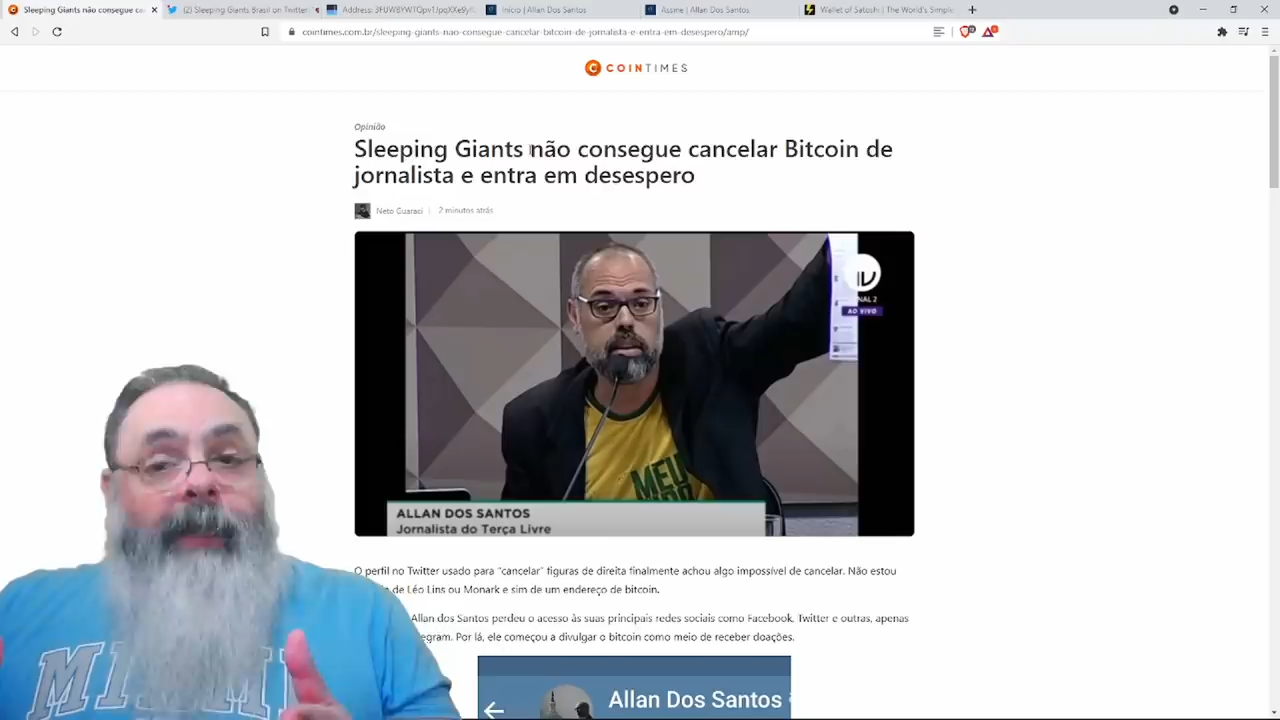 Sleeping Giants não consegue ca
(2) Sleeping Giants Brasil on Twitter: "
Início | Allan Dos Santos
Assine | Allan Dos Santos
Wallet of Satoshi | The World's Simple
cointimes.com.br/sleeping-giants-nao-consegue-cancelar-bitcoin-de-jornalista-e-entra-em-desespero/amp/
COINTIMES
Opinião
Sleeping Giants não consegue cancelar Bitcoin de
jornalista e entra em desespero
Neto Guaraci | 2 minutos atrás
NAL 2
AO VIVO
MEU
ALLAN DOS SANTOS
Jornalista do Terça Livre
O perfil no Twitter usado para "cancelar" figuras de direita finalmente achou algo impossível de cancelar. Não estou
de Léo Lins ou Monark e sim de um endereço de bitcoin.
Allan dos Santos perdeu o acesso às suas principais redes sociais como Facebook, Twitter e outras, apenas
egram. Por lá, ele começou a divulgar o bitcoin como meio de receber doações.
Allan Dos Santos
MIAMI